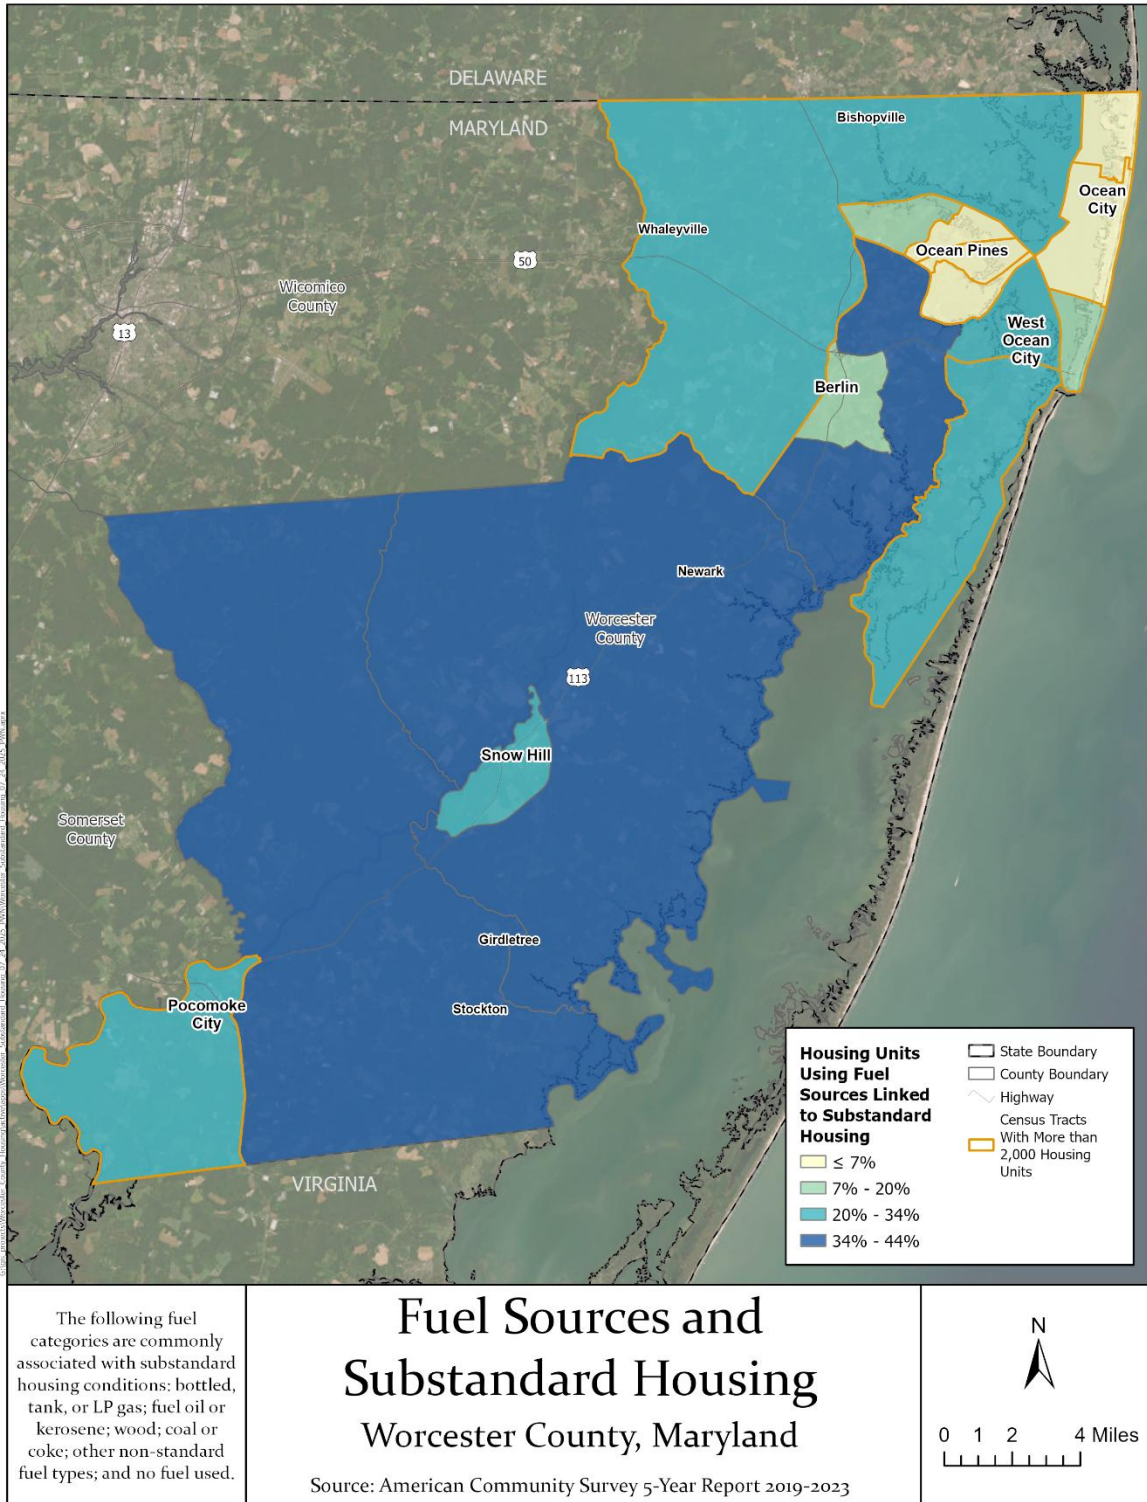 DELAWARE
MARYLAND
Bishopville
Ocean
City
Whaleyville
Ocean Pines
50
Wicomico
County
13
West
Ocean
City
Berlin
Newark
Worcester
County
113
Snow Hill
Somerset
County
Girdletree
Pocomoke
City
Stockton
VIRGINIA
Housing Units
Using Fuel
Sources Linked
to Substandard
Housing
≤ 7%
7% - 20%
20% - 34%
34% - 44%
State Boundary
County Boundary
Highway
Census Tracts
With More than
2,000 Housing
Units
The following fuel
categories are commonly
associated with substandard
housing conditions: bottled,
tank, or LP gas; fuel oil or
kerosene; wood; coal or
coke; other non-standard
fuel types; and no fuel used.
Fuel Sources and
Substandard Housing
Worcester County, Maryland
Source: American Community Survey 5-Year Report 2019-2023
N
0 1 2 4 Miles